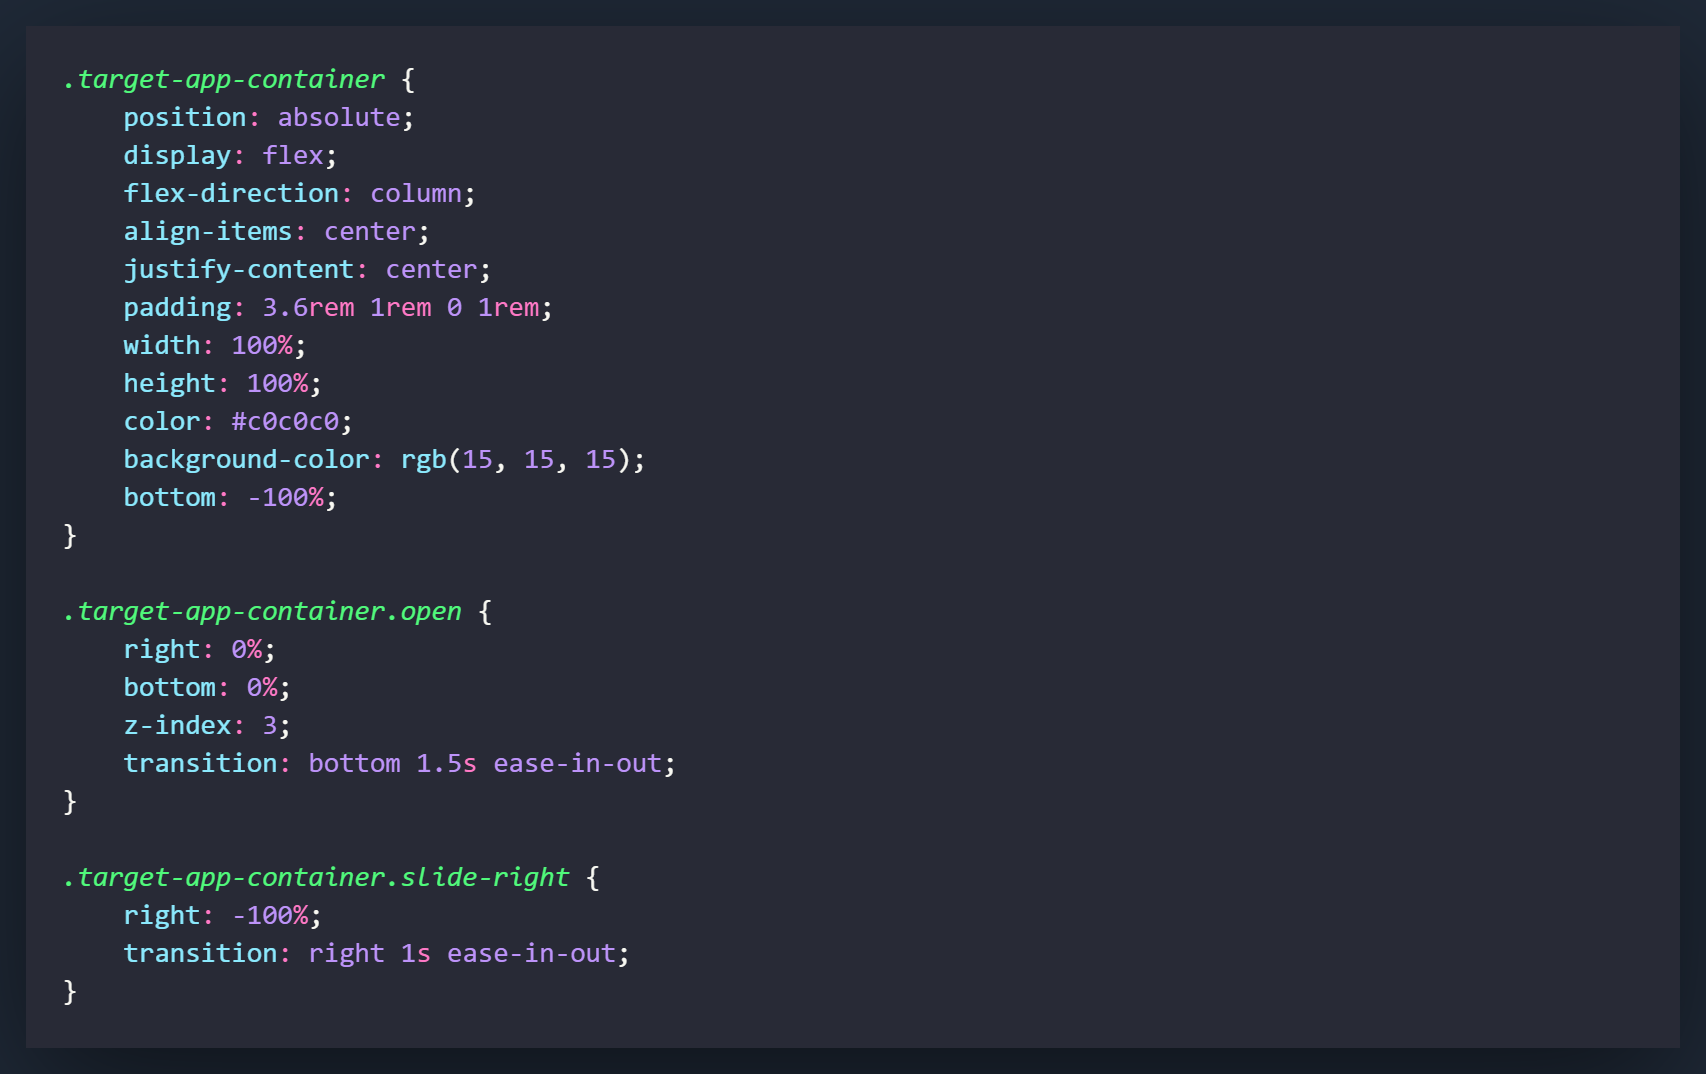 .target-app-container {
    position: absolute;
    display: flex;
    flex-direction: column;
    align-items: center;
    justify-content: center;
    padding: 3.6rem 1rem 0 1rem;
    width: 100%;
    height: 100%;
    color: #c0c0c0;
    background-color: rgb(15, 15, 15);
    bottom: -100%;
}

.target-app-container.open {
    right: 0%;
    bottom: 0%;
    z-index: 3;
    transition: bottom 1.5s ease-in-out;
}

.target-app-container.slide-right {
    right: -100%;
    transition: right 1s ease-in-out;
}